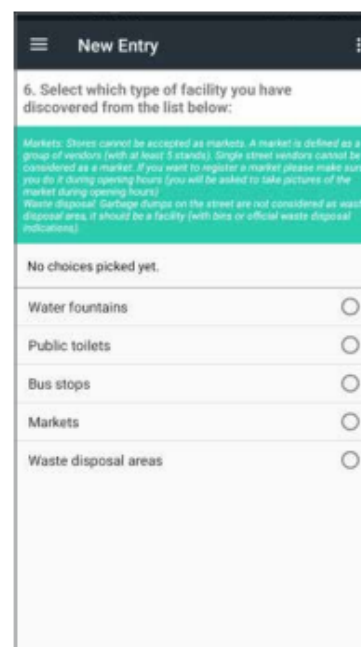 New Entry
6. Select which type of facility you have
discovered from the list below:
Markets: Stores cannot be accepted as markets. A market is defined as a
group of vendors (with at least 5 stands). Single street vendors cannot be
considered as a market. If you want to register a market please make sure
you do it during opening hours (you will be asked to take pictures of the
market during opening hours)
Waste disposal: Garbage dumps on the street are not considered as waste
disposal area, it should be a facility (with bins or official waste disposal
indications)
No choices picked yet.
Water fountains
Public toilets
Bus stops
Markets
Waste disposal areas